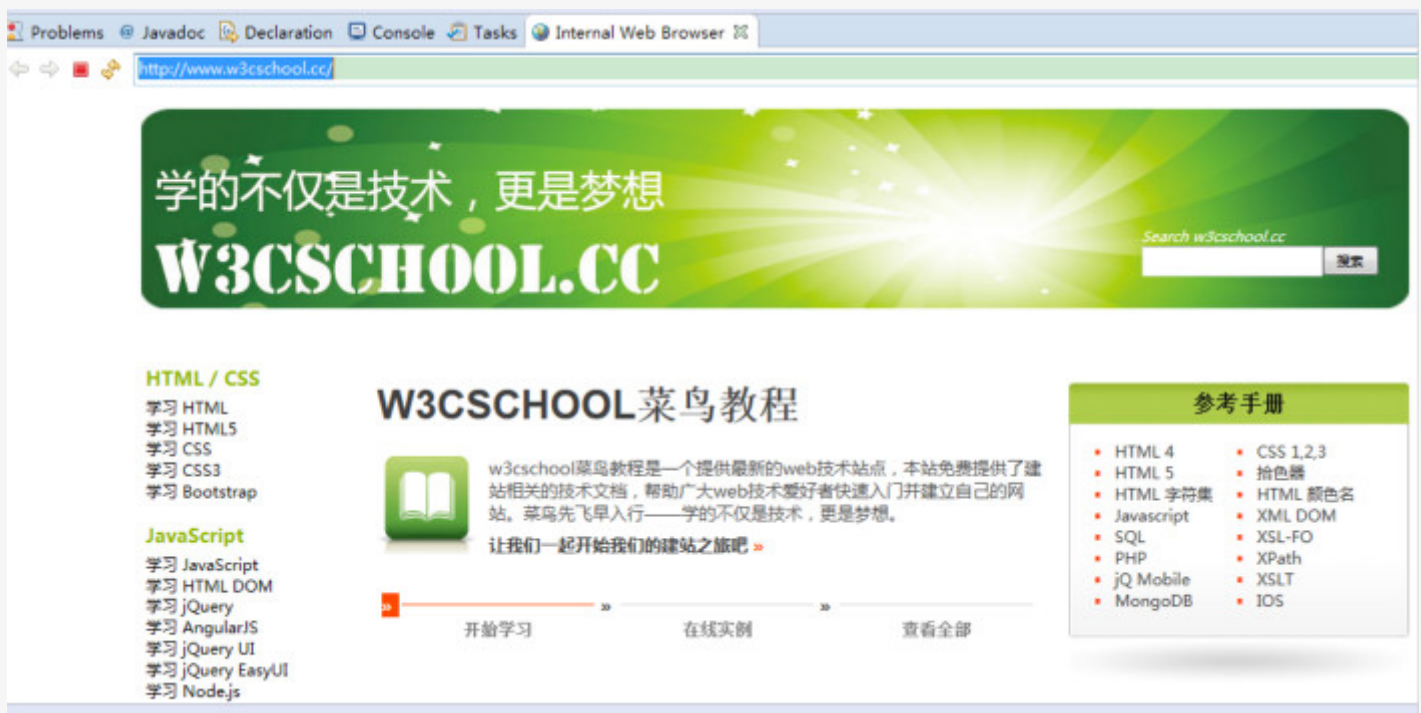 Problems @ Javadoc Declaration Console Tasks Internal Web Browser
http://www.w3cschool.cc/
学的不仅是技术，更是梦想
W3CSCHOOL.CC
Search w3cschool.cc
搜索
HTML / CSS
学习 HTML
学习 HTML5
学习 CSS
学习 CSS3
学习 Bootstrap
JavaScript
学习 JavaScript
学习 HTML DOM
学习 jQuery
学习 AngularJS
学习 jQuery UI
学习 jQuery EasyUI
学习 Node.js
W3CSCHOOL菜鸟教程
w3cschool菜鸟教程是一个提供最新的web技术站点，本站免费提供了建
站相关的技术文档，帮助广大web技术爱好者快速入门并建立自己的网
站。菜鸟先飞早入行——学的不仅是技术，更是梦想。
让我们一起开始我们的建站之旅吧 »
» » »
开始学习 在线实例 查看全部
参考手册
HTML 4
HTML 5
HTML 字符集
Javascript
SQL
PHP
jQ Mobile
MongoDB
CSS 1,2,3
拾色器
HTML 颜色名
XML DOM
XSL-FO
XPath
XSLT
IOS